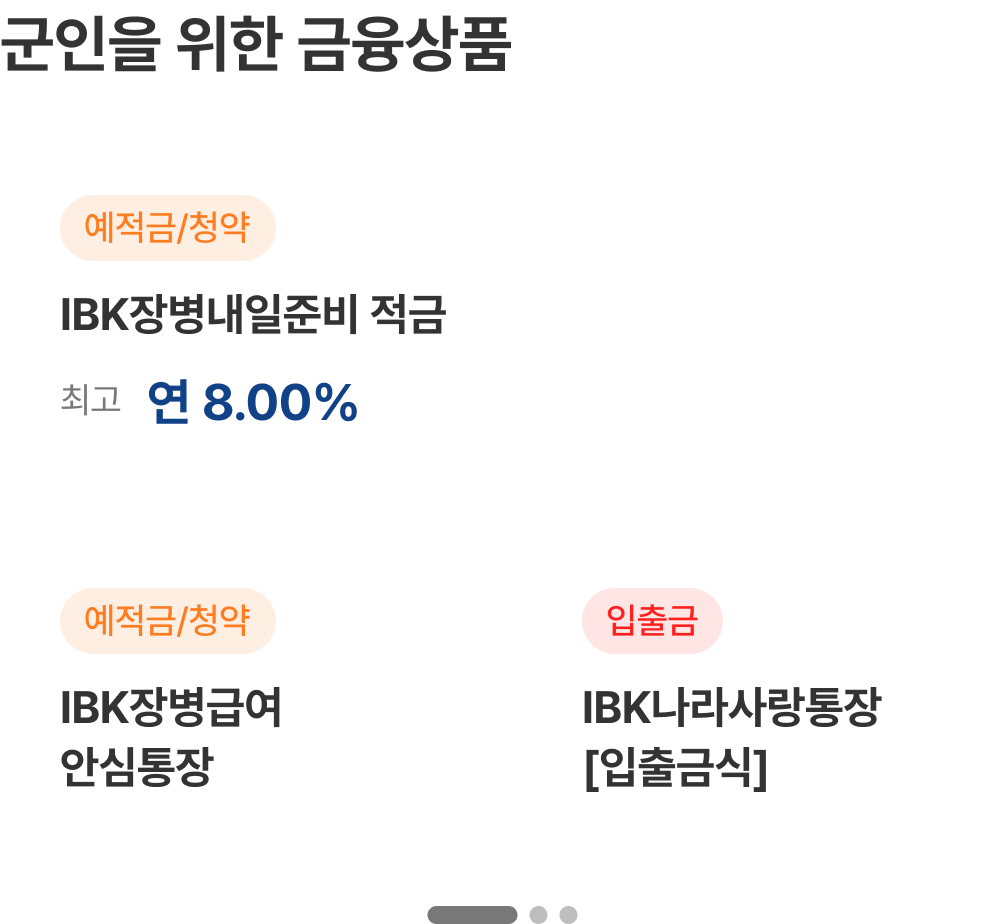 군인을 위한 금융상품
예적금/청약
IBK장병내일준비 적금
최고 연 8.00%
예적금/청약
IBK장병급여
안심통장
입출금
IBK나라사랑통장
[입출금식]